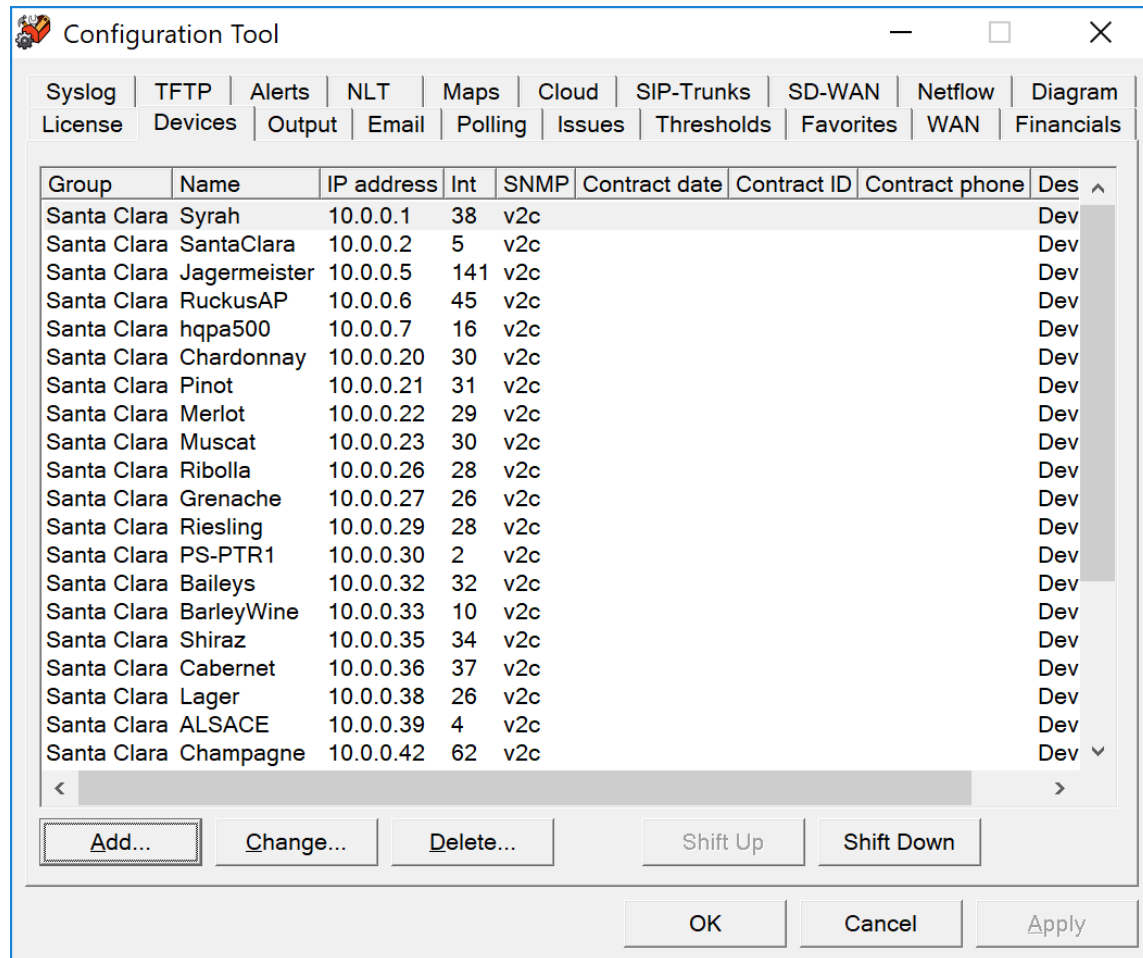 Configuration Tool
Syslog TFTP Alerts NLT Maps Cloud SIP-Trunks SD-WAN Netflow Diagram
License Devices Output Email Polling Issues Thresholds Favorites WAN Financials
Group Name IP address Int SNMP Contract date Contract ID Contract phone Des
Santa Clara Syrah 10.0.0.1 38 v2c Dev
Santa Clara SantaClara 10.0.0.2 5 v2c Dev
Santa Clara Jagermeister 10.0.0.5 141 v2c Dev
Santa Clara RuckusAP 10.0.0.6 45 v2c Dev
Santa Clara hqpa500 10.0.0.7 16 v2c Dev
Santa Clara Chardonnay 10.0.0.20 30 v2c Dev
Santa Clara Pinot 10.0.0.21 31 v2c Dev
Santa Clara Merlot 10.0.0.22 29 v2c Dev
Santa Clara Muscat 10.0.0.23 30 v2c Dev
Santa Clara Ribolla 10.0.0.26 28 v2c Dev
Santa Clara Grenache 10.0.0.27 26 v2c Dev
Santa Clara Riesling 10.0.0.29 28 v2c Dev
Santa Clara PS-PTR1 10.0.0.30 2 v2c Dev
Santa Clara Baileys 10.0.0.32 32 v2c Dev
Santa Clara BarleyWine 10.0.0.33 10 v2c Dev
Santa Clara Shiraz 10.0.0.35 34 v2c Dev
Santa Clara Cabernet 10.0.0.36 37 v2c Dev
Santa Clara Lager 10.0.0.38 26 v2c Dev
Santa Clara ALSACE 10.0.0.39 4 v2c Dev
Santa Clara Champagne 10.0.0.42 62 v2c Dev
Add... Change... Delete... Shift Up Shift Down
OK Cancel Apply